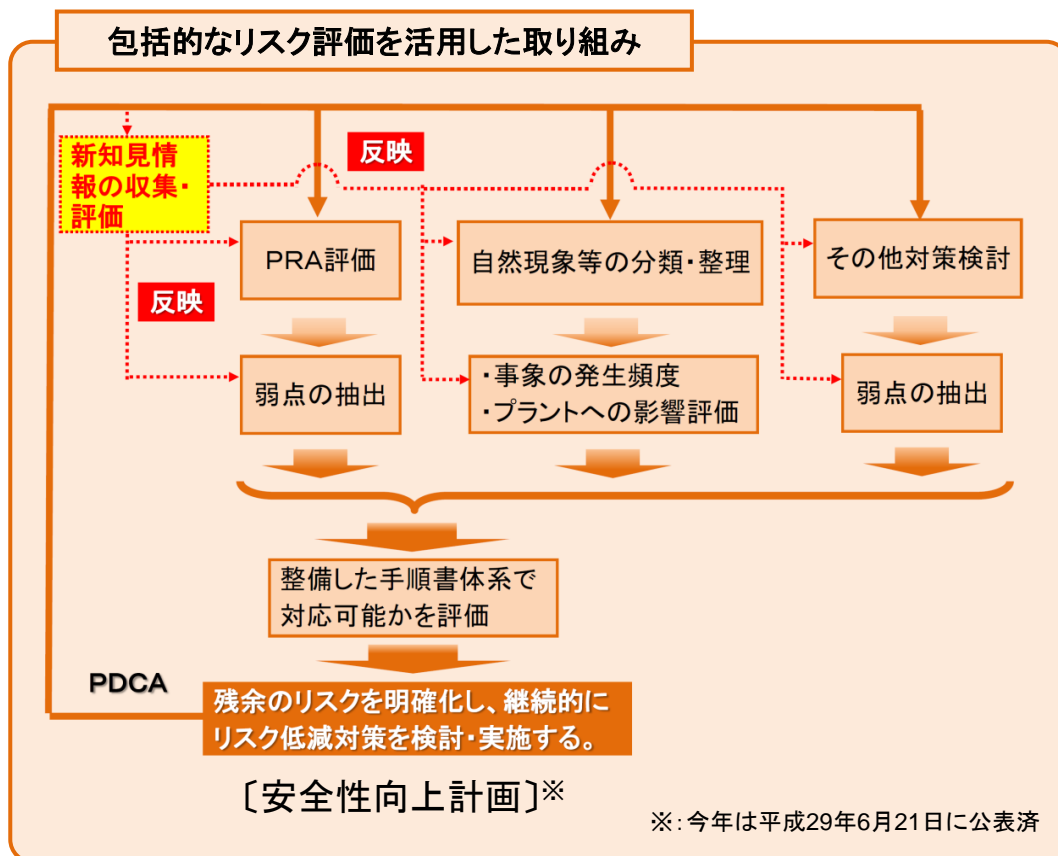 包括的なリスク評価を活用した取り組み
新知見情
報の収集・
評価
反映
PRA評価
自然現象等の分類・整理
その他対策検討
反映
弱点の抽出
・事象の発生頻度
・プラントへの影響評価
弱点の抽出
整備した手順書体系で
対応可能かを評価
PDCA
残余のリスクを明確化し、継続的に
リスク低減対策を検討・実施する。
〔安全性向上計画〕※
※：今年は平成29年6月21日に公表済